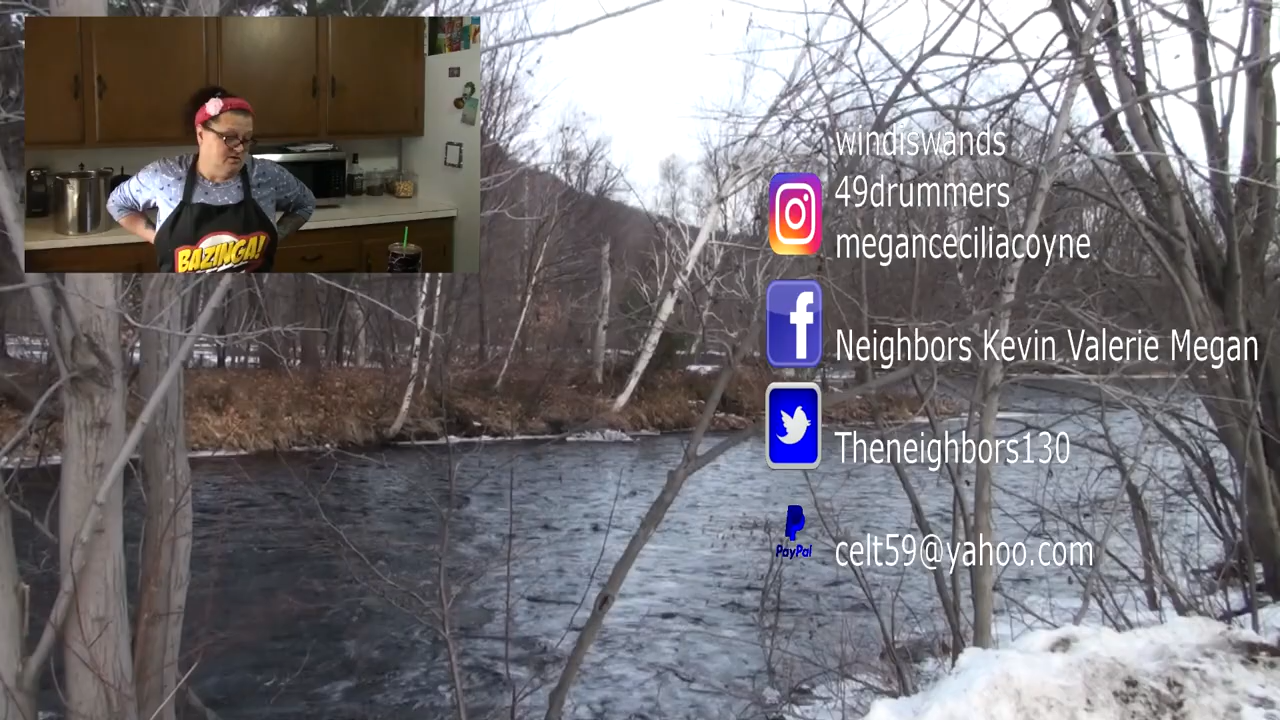 BAZINGA!
windiswands
49drummers
meganceciliacoyne
Neighbors Kevin Valerie Megan
Theneighbors130
PayPal
celt59@yahoo.com